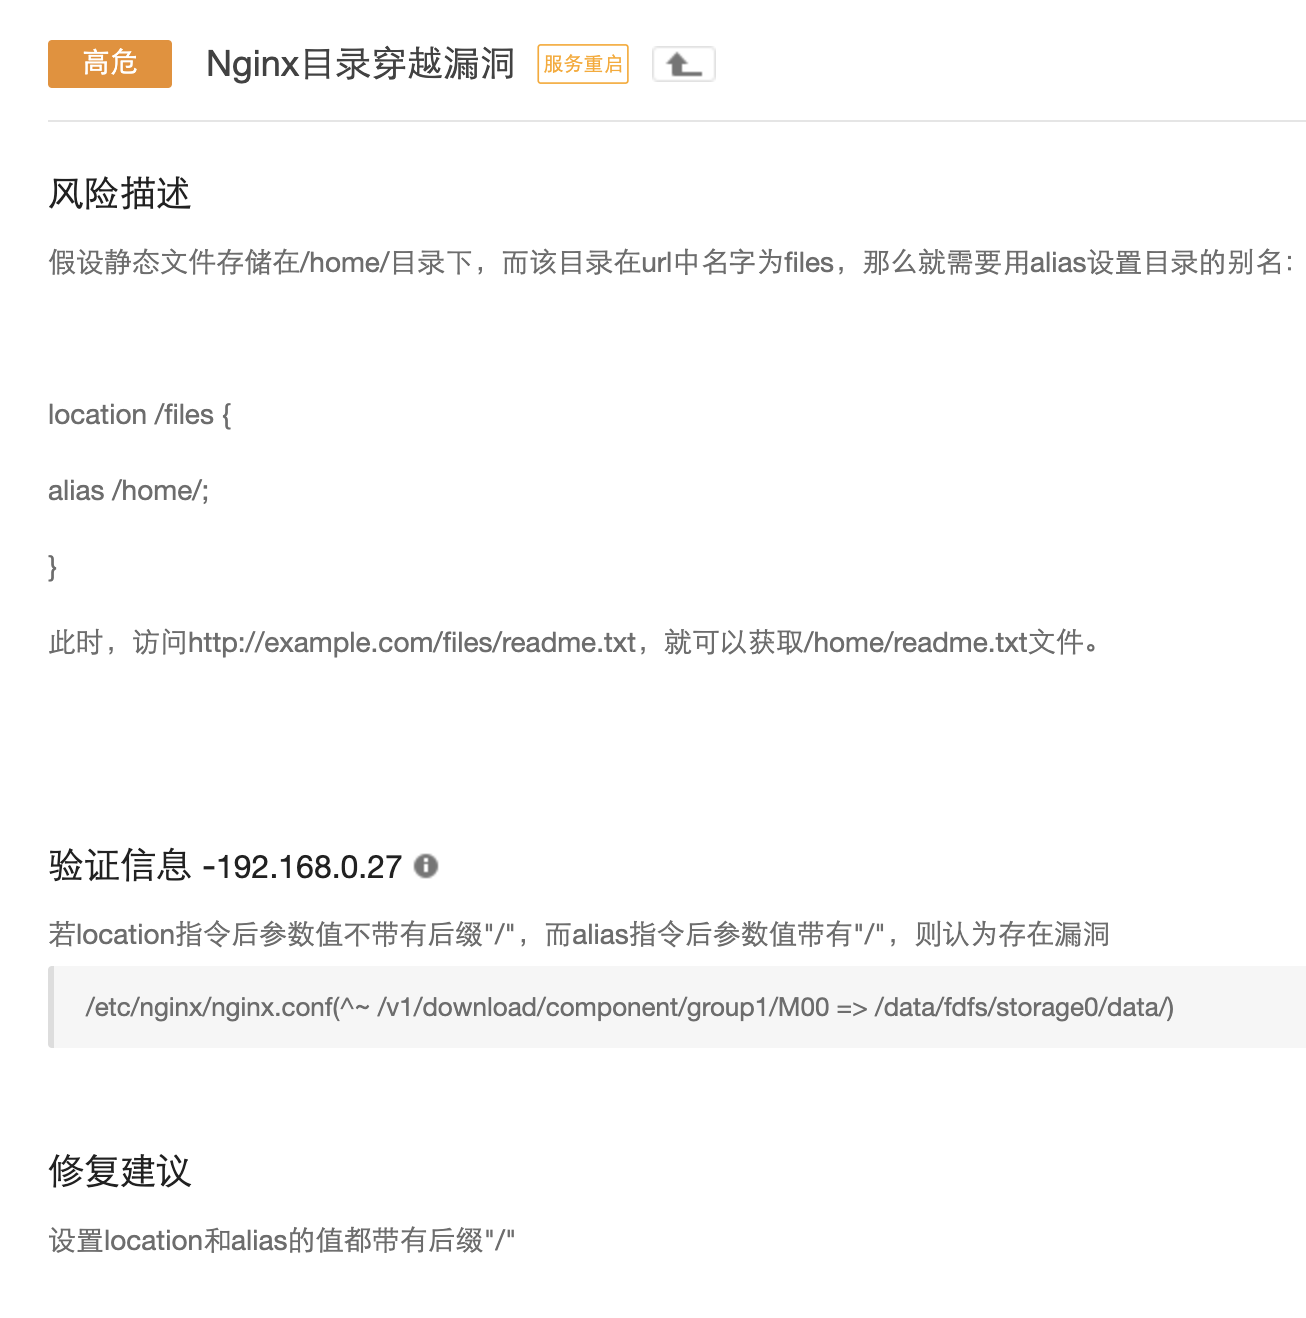 高危 Nginx目录穿越漏洞 服务重启
风险描述
假设静态文件存储在/home/目录下，而该目录在url中名字为files，那么就需要用alias设置目录的别名：
location /files {
alias /home/;
}
此时，访问http://example.com/files/readme.txt，就可以获取/home/readme.txt文件。
验证信息 -192.168.0.27
若location指令后参数值不带有后缀"/"，而alias指令后参数值带有"/"，则认为存在漏洞
/etc/nginx/nginx.conf(^~ /v1/download/component/group1/M00 => /data/fdfs/storage0/data/)
修复建议
设置location和alias的值都带有后缀"/"